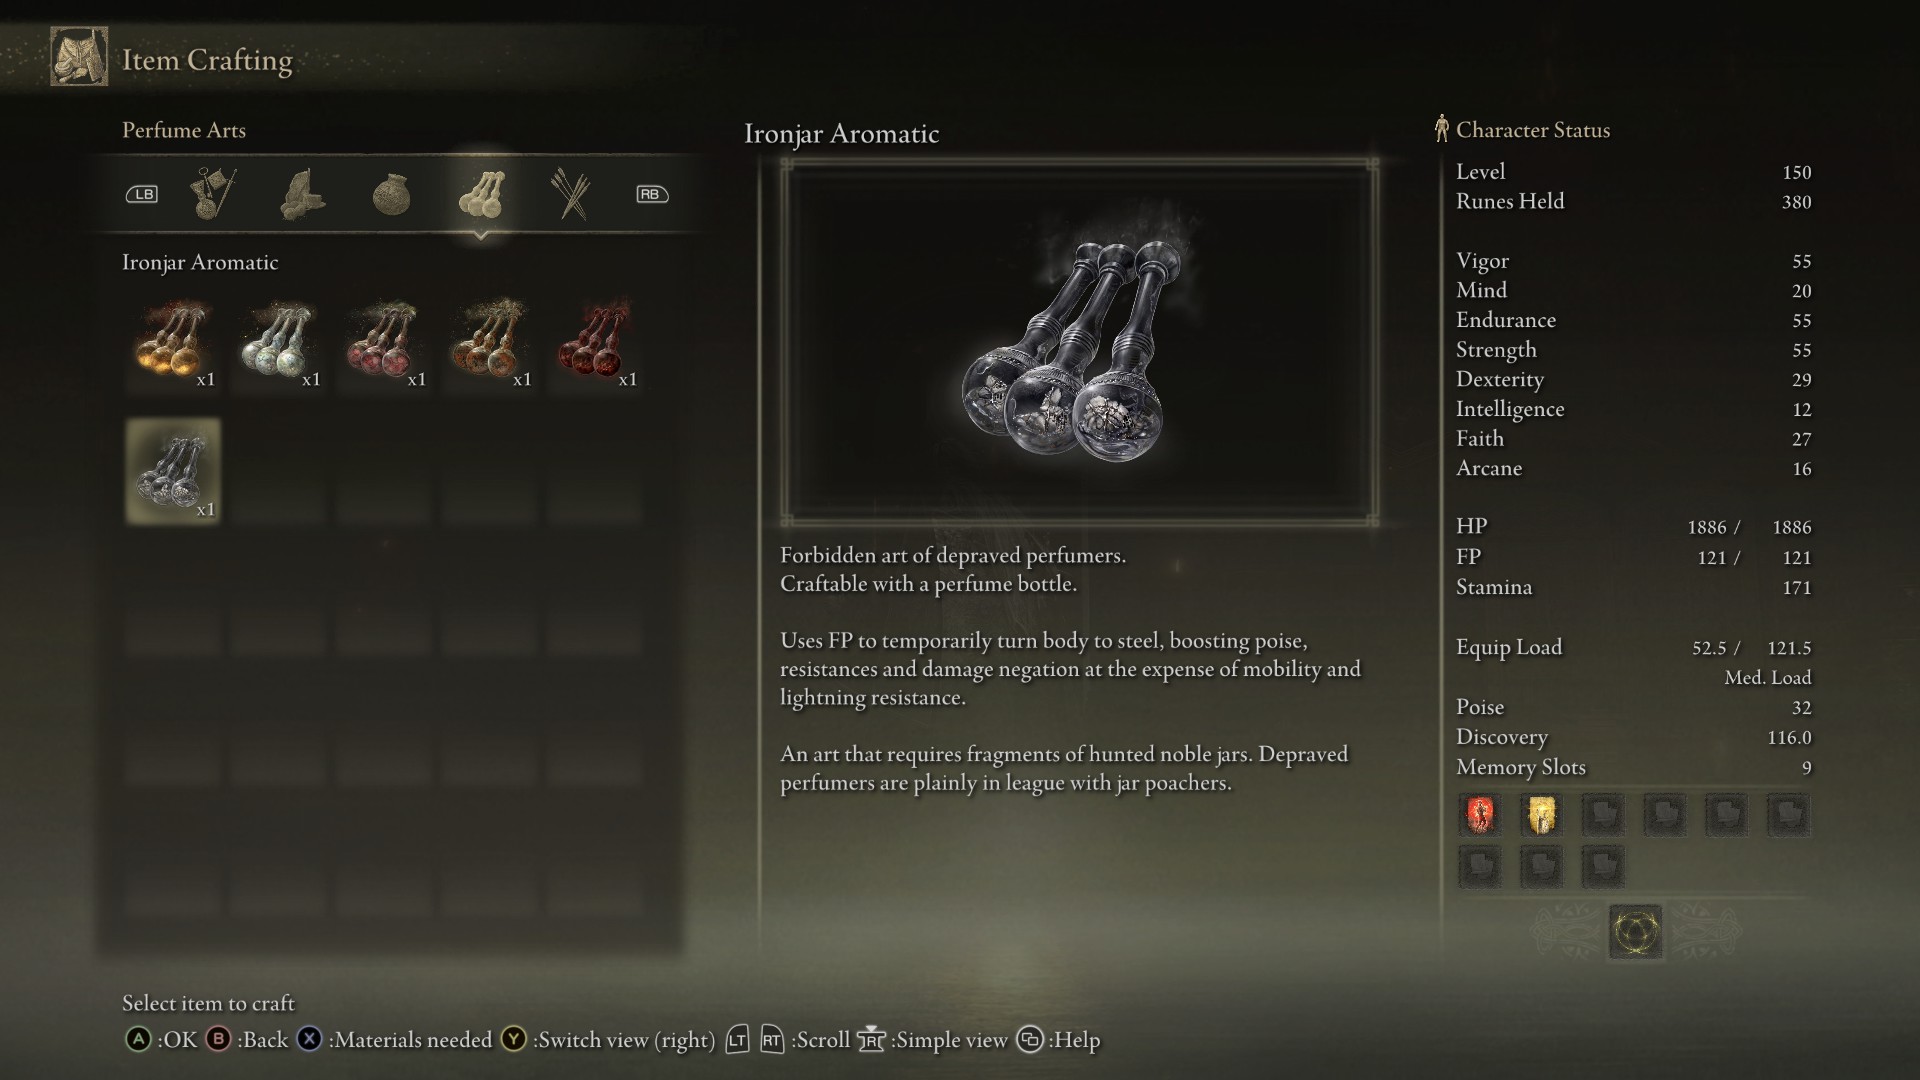 Item Crafting
Perfume Arts
LB
RB
Ironjar Aromatic
x1
x1
x1
x1
x1
x1
Ironjar Aromatic
Forbidden art of depraved perfumers.
Craftable with a perfume bottle.
Uses FP to temporarily turn body to steel, boosting poise,
resistances and damage negation at the expense of mobility and
lightning resistance.
An art that requires fragments of hunted noble jars. Depraved
perfumers are plainly in league with jar poachers.
Character Status
Level 150
Runes Held 380
Vigor 55
Mind 20
Endurance 55
Strength 55
Dexterity 29
Intelligence 12
Faith 27
Arcane 16
HP 1886 / 1886
FP 121 / 121
Stamina 171
Equip Load 52.5 / 121.5
Med. Load
Poise 32
Discovery 116.0
Memory Slots 9
Select item to craft
A :OK B :Back X :Materials needed Y :Switch view (right) LT RT :Scroll R :Simple view :Help